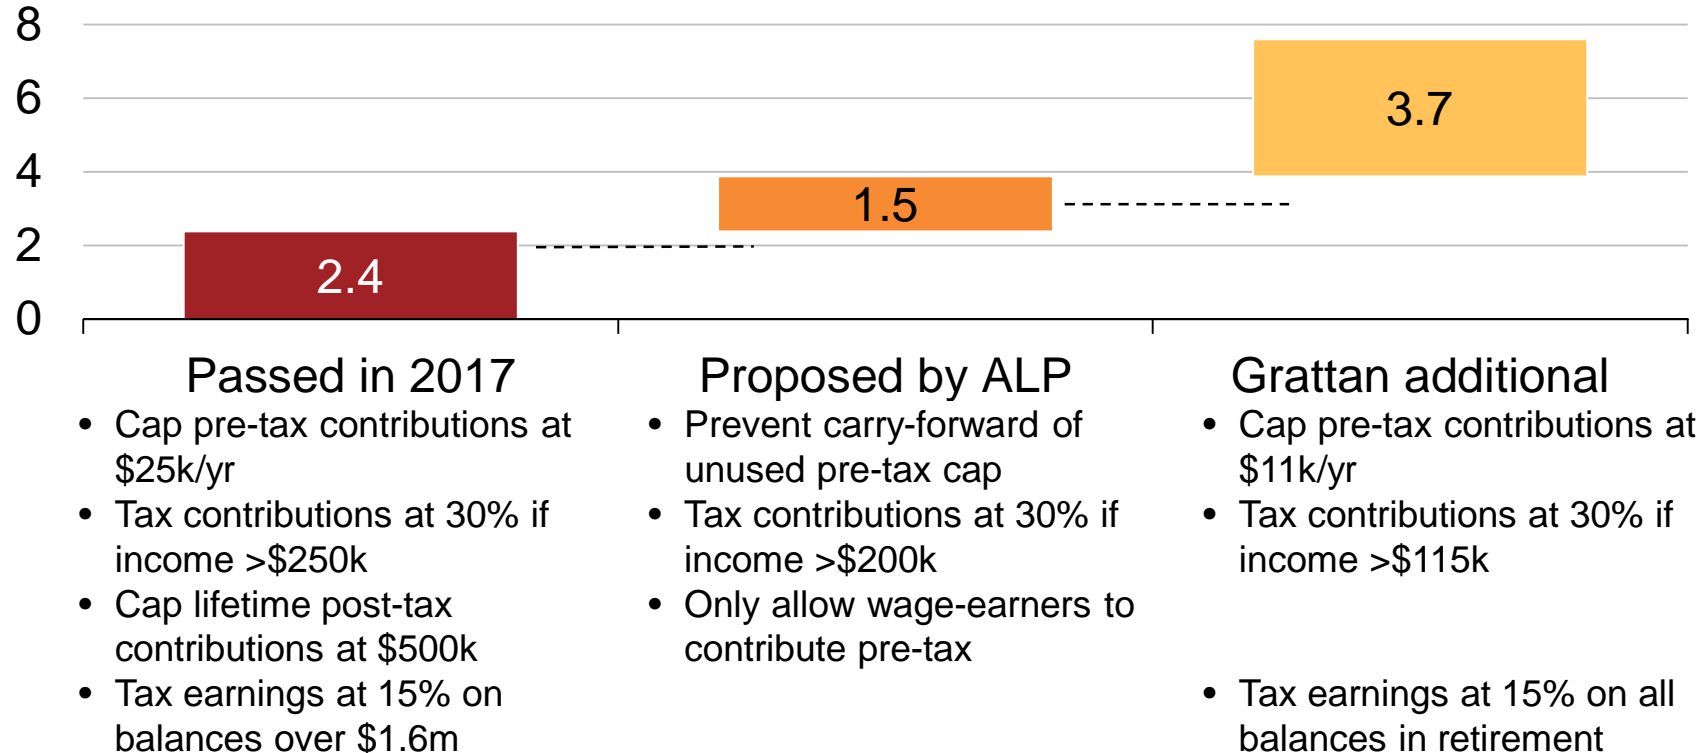 8
6
4
2
0
2.4
1.5
3.7
Passed in 2017
• Cap pre-tax contributions at
$25k/yr
• Tax contributions at 30% if
income >$250k
• Cap lifetime post-tax
contributions at $500k
• Tax earnings at 15% on
balances over $1.6m
Proposed by ALP
• Prevent carry-forward of
unused pre-tax cap
• Tax contributions at 30% if
income >$200k
• Only allow wage-earners to
contribute pre-tax
Grattan additional
• Cap pre-tax contributions at
$11k/yr
• Tax contributions at 30% if
income >$115k
• Tax earnings at 15% on all
balances in retirement